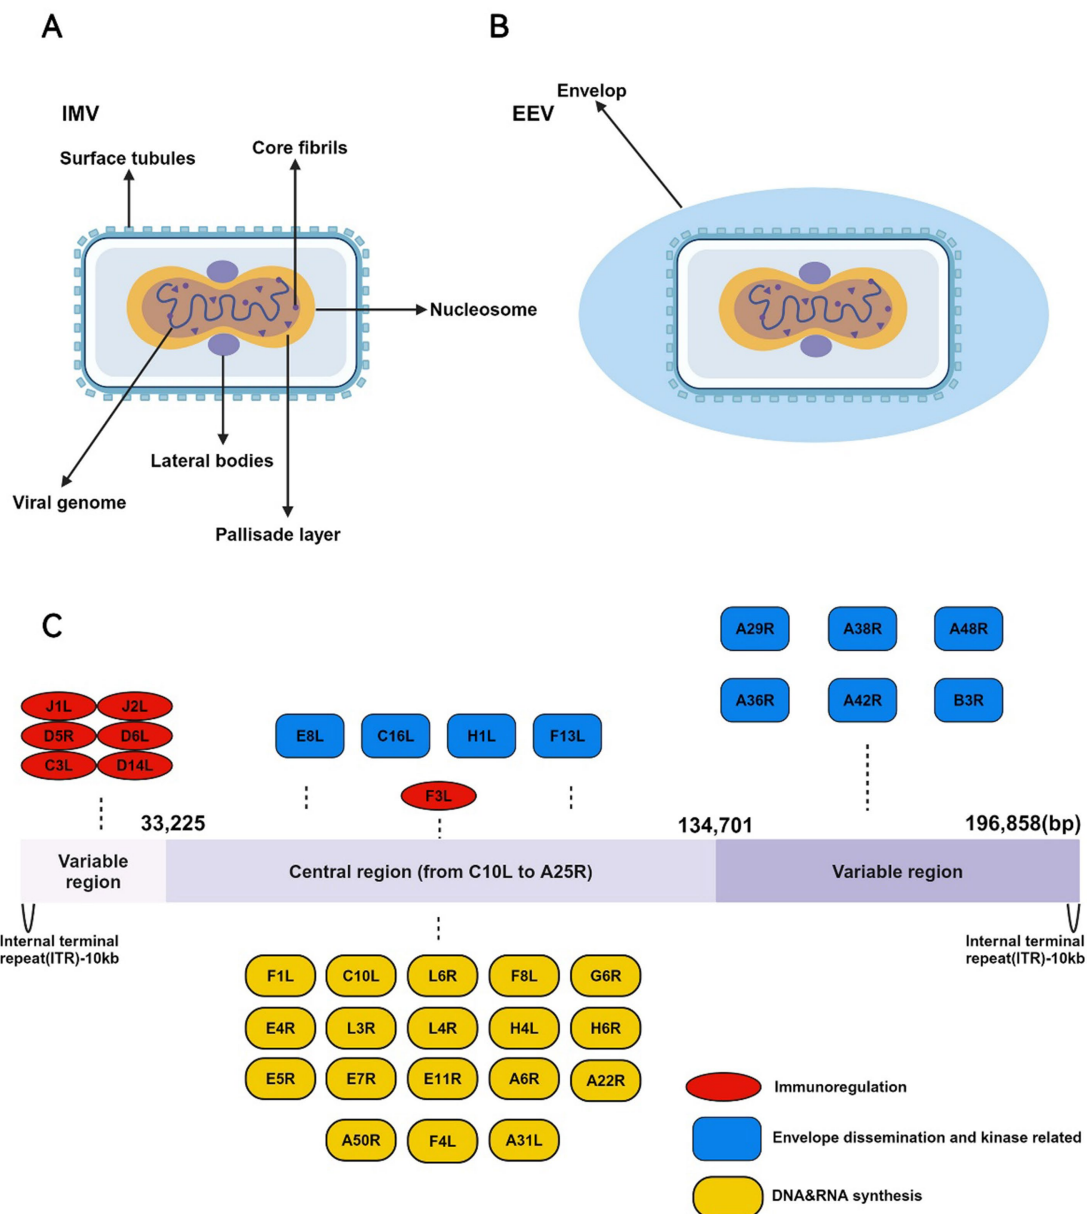 A
B
IMV
Surface tubules
Core fibrils
Nucleosome
Viral genome
Lateral bodies
Pallisade layer
Envelop
EEV
C
J1L J2L
D5R D6L
C3L D14L
E8L C16L H1L F13L
F3L
A29R A38R A48R
A36R A42R B3R
33,225
134,701
196,858(bp)
Variable
region
Central region (from C10L to A25R)
Variable region
Internal terminal
repeat(ITR)-10kb
Internal terminal
repeat(ITR)-10kb
F1L C10L L6R F8L G6R
E4R L3R L4R H4L H6R
E5R E7R E11R A6R A22R
A50R F4L A31L
Immunoregulation
Envelope dissemination and kinase related
DNA&RNA synthesis